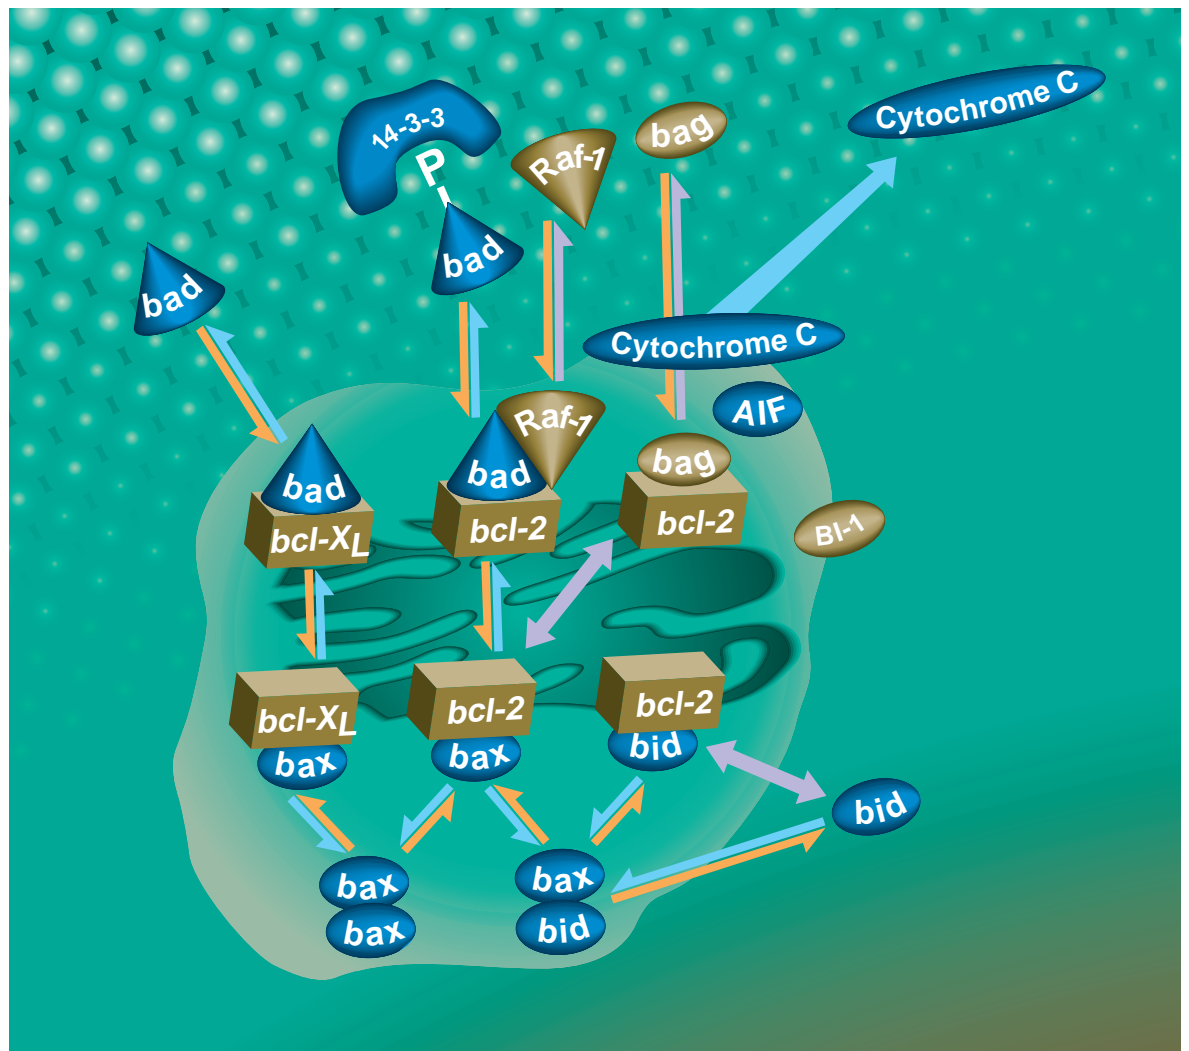 Cytochrome C
14-3-3
P
Raf-1
bag
bad
bad
Cytochrome C
AIF
Raf-1
bad
bag
bad
bcl-XL
bcl-2
bcl-2
BI-1
bcl-XL
bcl-2
bcl-2
bax
bax
bid
bid
bax
bax
bax
bid